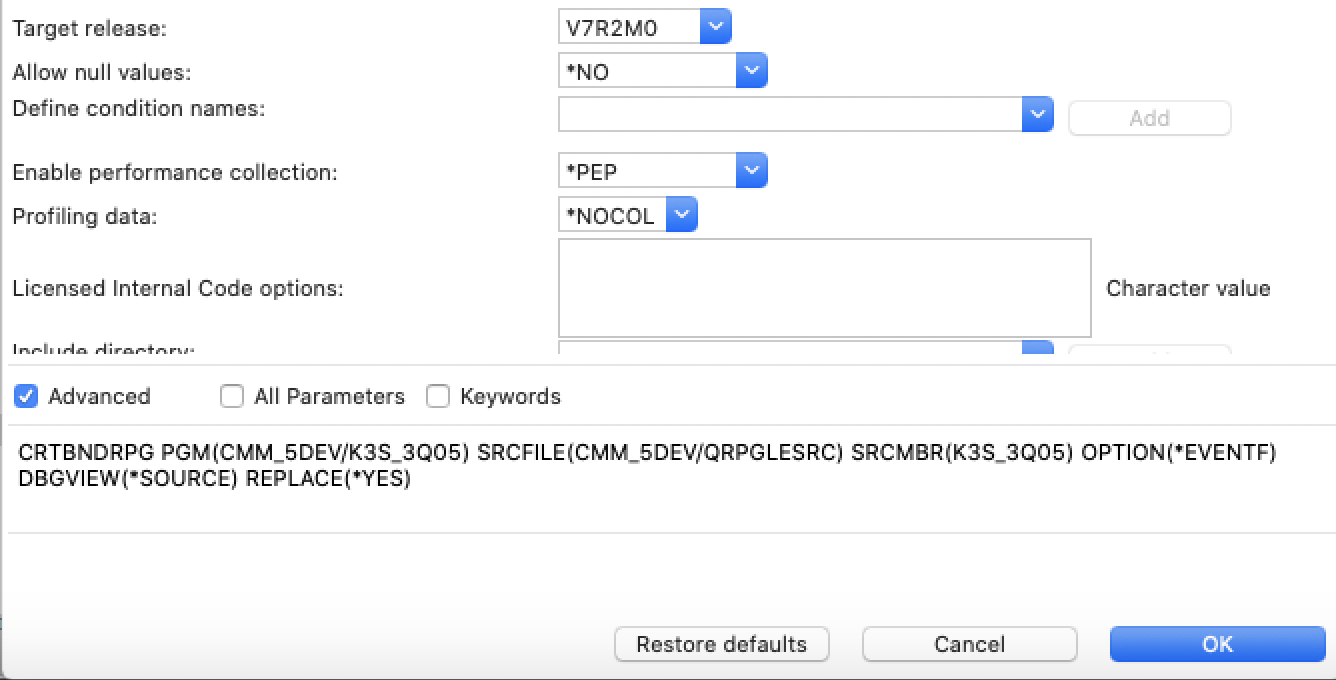 Target release: V7R2M0
Allow null values: *NO
Define condition names: Add
Enable performance collection: *PEP
Profiling data: *NOCOL
Licensed Internal Code options: Character value
Include directory:
Advanced All Parameters Keywords
CRTBNDRPG PGM(CMM_5DEV/K3S_3Q05) SRCFILE(CMM_5DEV/QRPGLESRC) SRCMBR(K3S_3Q05) OPTION(*EVENTF)
DBGVIEW(*SOURCE) REPLACE(*YES)
Restore defaults Cancel OK